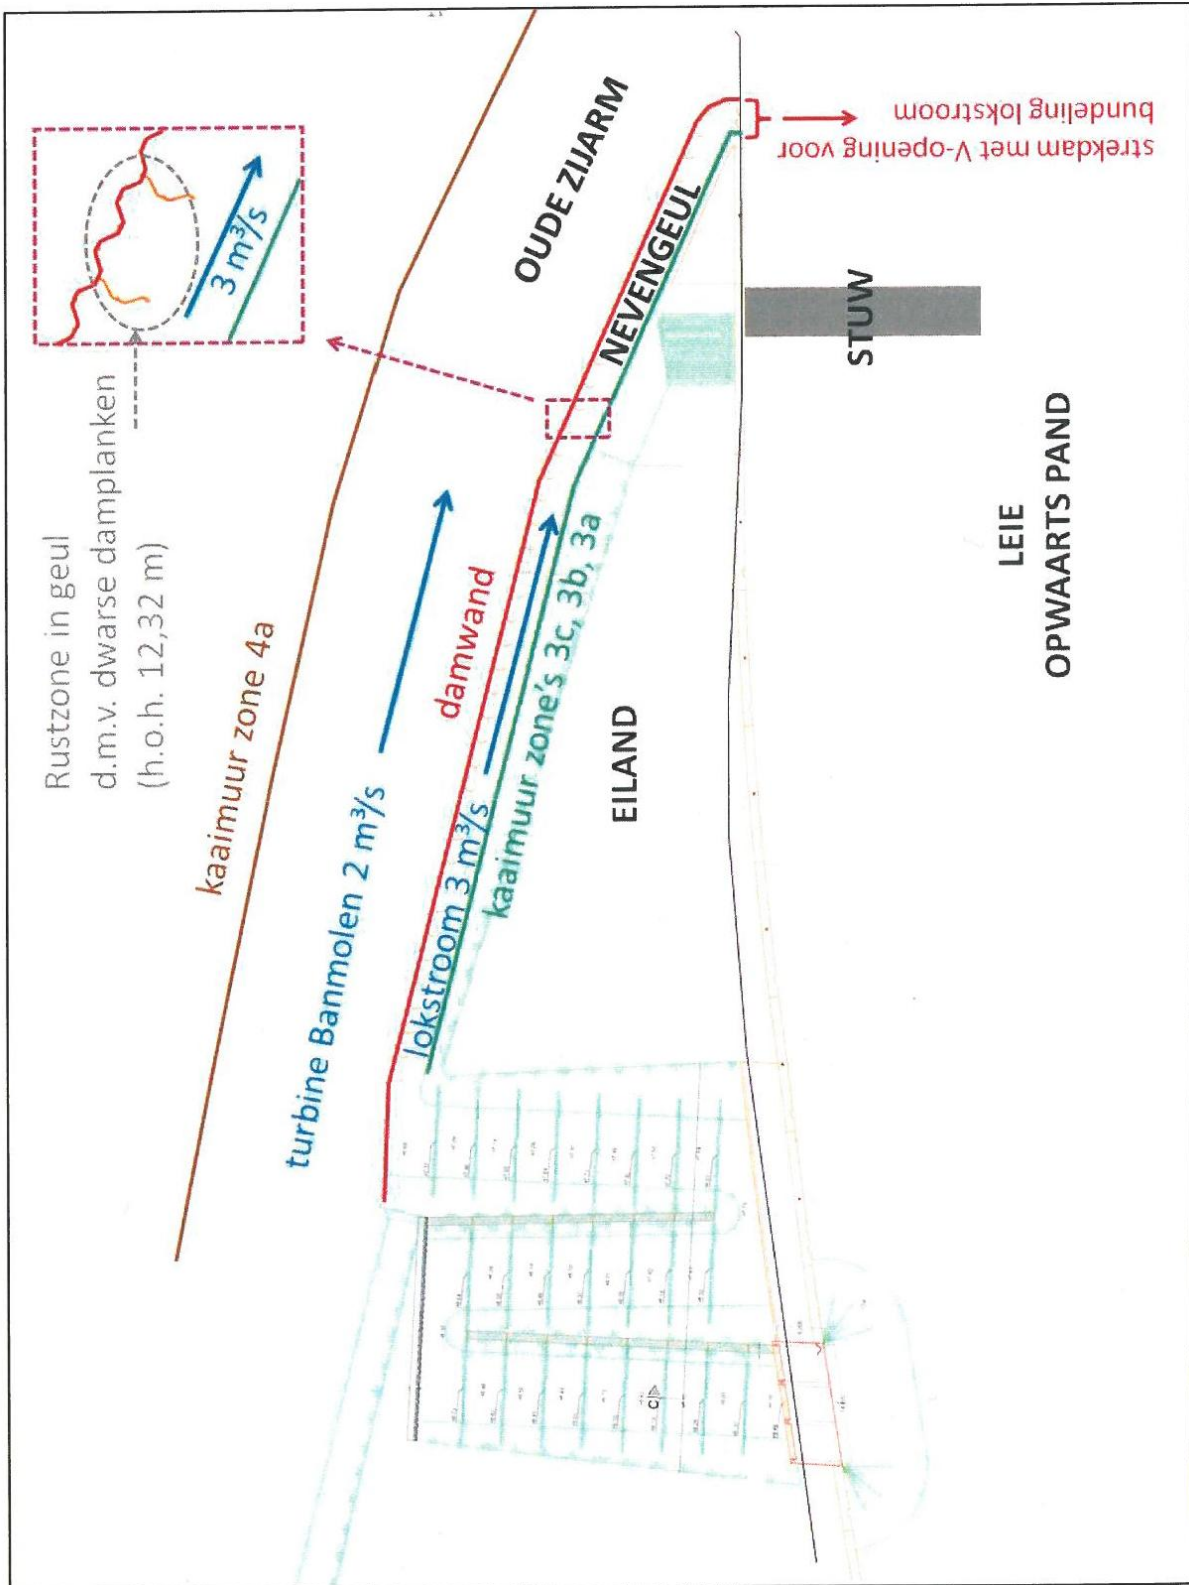 Rustzone in geul
d.m.v. dwarse damplanken
(h.o.h. 12,32 m)
3 m³/s
kaaimuur zone 4a
OUDE ZIJARM
turbine Banmolen 2 m³/s
damwand
lokstroom 3 m³/s
kaaimuur zone's 3c, 3b, 3a
NEVENGEUL
EILAND
STUW
strekdam met V-opening voor
bundeling lokstroom
LEIE
OPWAARTS PAND
C